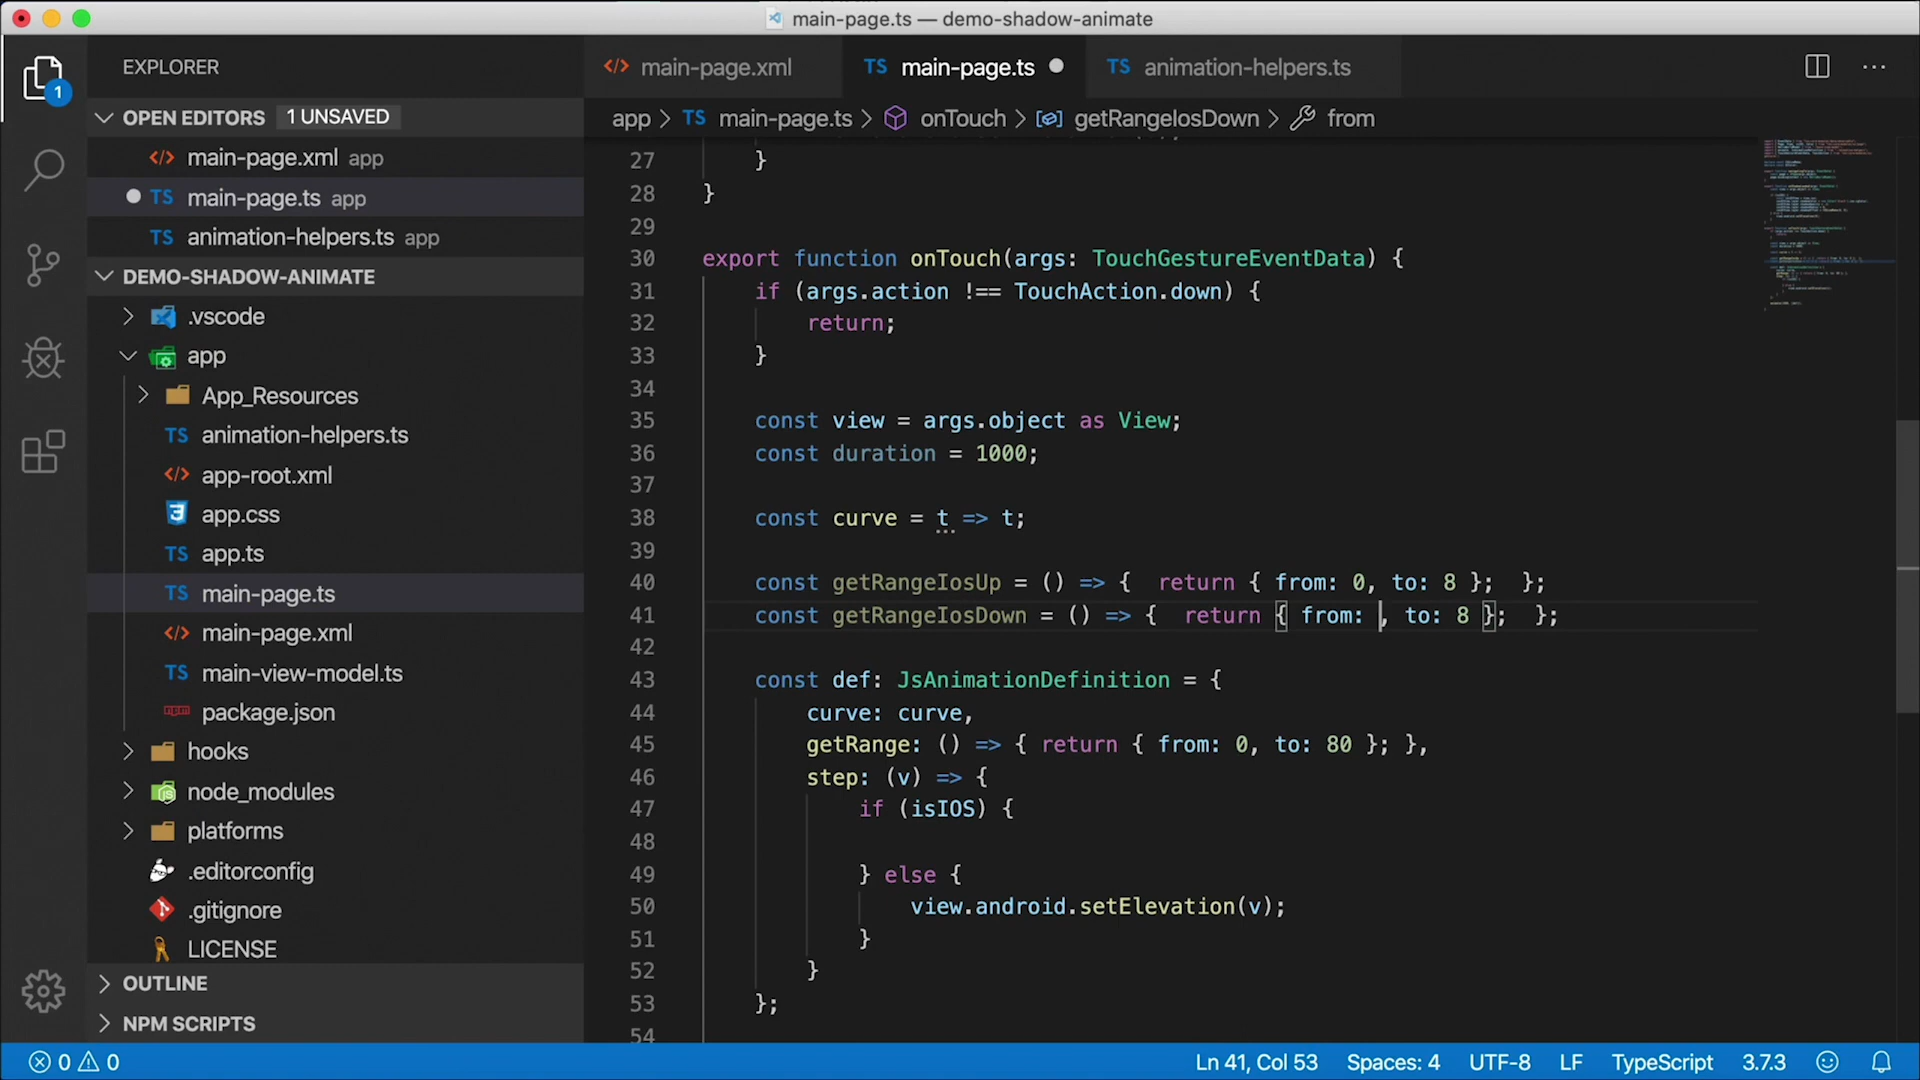 main-page.ts — demo-shadow-animate
EXPLORER
OPEN EDITORS 1 UNSAVED
main-page.xml app
main-page.ts app
animation-helpers.ts app
DEMO-SHADOW-ANIMATE
.vscode
app
App_Resources
animation-helpers.ts
app-root.xml
app.css
app.ts
main-page.ts
main-page.xml
main-view-model.ts
package.json
hooks
node_modules
platforms
.editorconfig
.gitignore
LICENSE
OUTLINE
NPM SCRIPTS
1
main-page.xml TS main-page.ts TS animation-helpers.ts
app > TS main-page.ts > onTouch > getRangeIosDown > from
27 }
28 }
29
30 export function onTouch(args: TouchGestureEventData) {
31 if (args.action !== TouchAction.down) {
32 return;
33 }
34
35 const view = args.object as View;
36 const duration = 1000;
37
38 const curve = t => t;
39
40 const getRangeIosUp = () => { return { from: 0, to: 8 }; };
41 const getRangeIosDown = () => { return { from: , to: 8 }; };
42
43 const def: JsAnimationDefinition = {
44 curve: curve,
45 getRange: () => { return { from: 0, to: 80 }; },
46 step: (v) => {
47 if (isIOS) {
48
49 } else {
50 view.android.setElevation(v);
51 }
52 }
53 };
54
0 0 Ln 41, Col 53 Spaces: 4 UTF-8 LF TypeScript 3.7.3